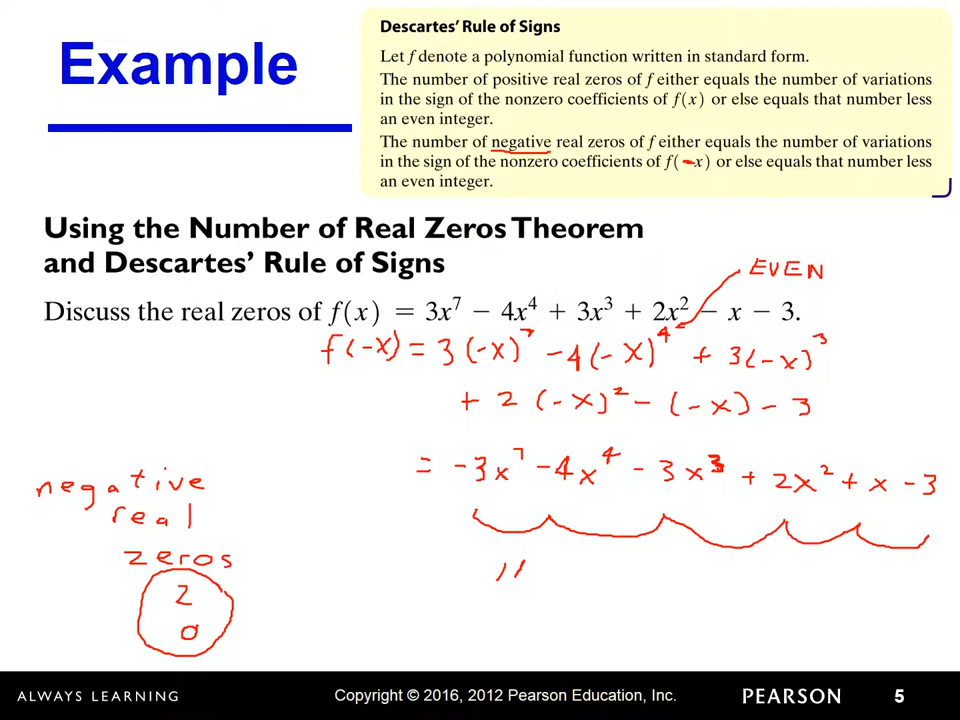 Example
Descartes' Rule of Signs
Let f denote a polynomial function written in standard form.
The number of positive real zeros of f either equals the number of variations
in the sign of the nonzero coefficients of f(x) or else equals that number less
an even integer.
The number of negative real zeros of f either equals the number of variations
in the sign of the nonzero coefficients of f(−x) or else equals that number less
an even integer.
Using the Number of Real Zeros Theorem
and Descartes' Rule of Signs
EVEN
Discuss the real zeros of f(x) = 3x⁷ − 4x⁴ + 3x³ + 2x² − x − 3.
f(-x) = 3(-x)⁷ - 4(-x)⁴ + 3(-x)³
+ 2(-x)² - (-x) - 3
= -3x⁷ - 4x⁴ - 3x³ + 2x² + x - 3
negative
real
zeros
2
0
ALWAYS LEARNING
Copyright © 2016, 2012 Pearson Education, Inc.
PEARSON
5